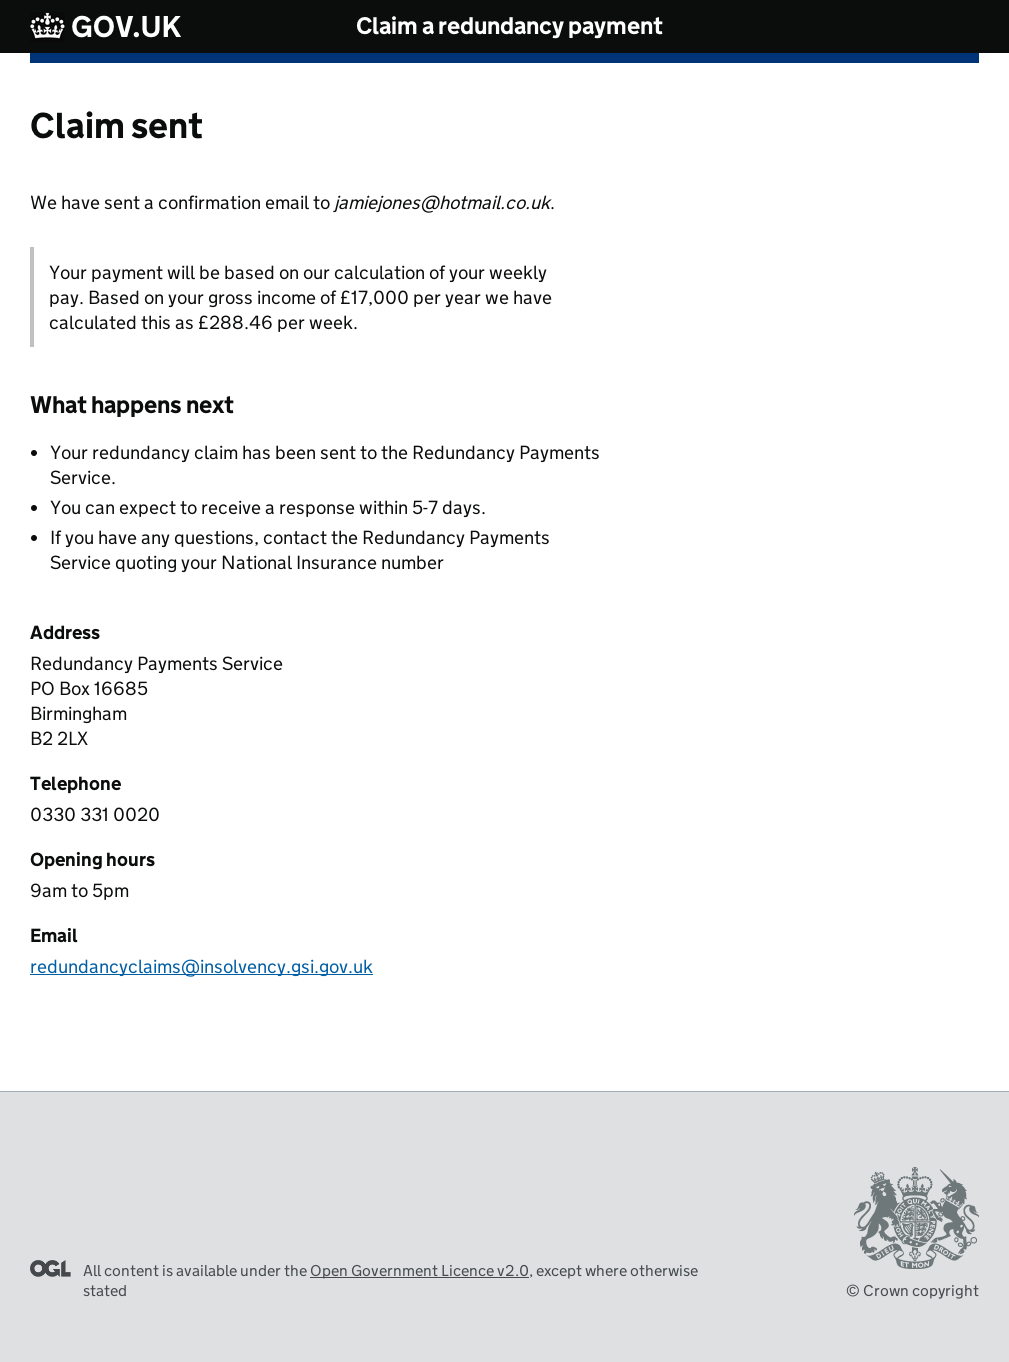 GOV.UK
Claim a redundancy payment
Claim sent
We have sent a confirmation email to jamiejones@hotmail.co.uk.
Your payment will be based on our calculation of your weekly
pay. Based on your gross income of £17,000 per year we have
calculated this as £288.46 per week.
What happens next
• Your redundancy claim has been sent to the Redundancy Payments
Service.
• You can expect to receive a response within 5-7 days.
• If you have any questions, contact the Redundancy Payments
Service quoting your National Insurance number
Address
Redundancy Payments Service
PO Box 16685
Birmingham
B2 2LX
Telephone
0330 331 0020
Opening hours
9am to 5pm
Email
redundancyclaims@insolvency.gsi.gov.uk
DIEU ET MON DROIT
OGL
All content is available under the Open Government Licence v2.0, except where otherwise
stated
© Crown copyright